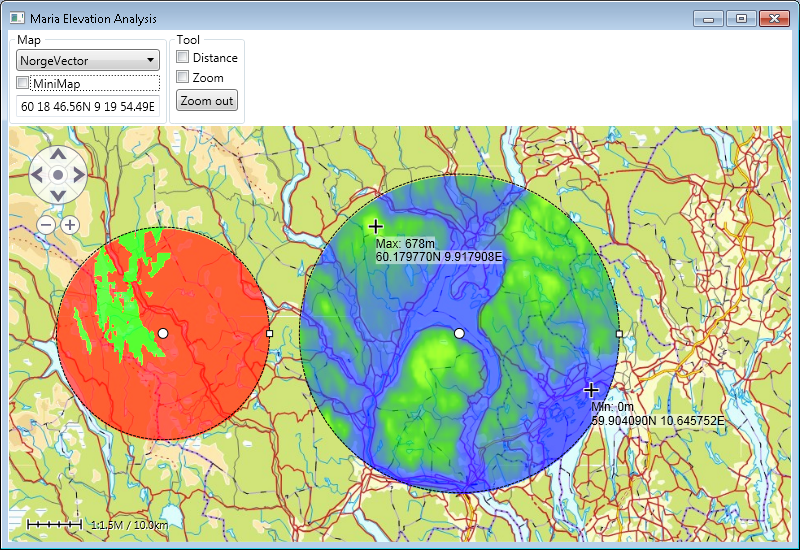 Maria Elevation Analysis
Map
NorgeVector
MiniMap
60 18 46.56N 9 19 54.49E
Tool
Distance
Zoom
Zoom out
Max: 678m
60.179770N 9.917908E
Min: 0m
59.904090N 10.645752E
1:1.5M / 10.0km